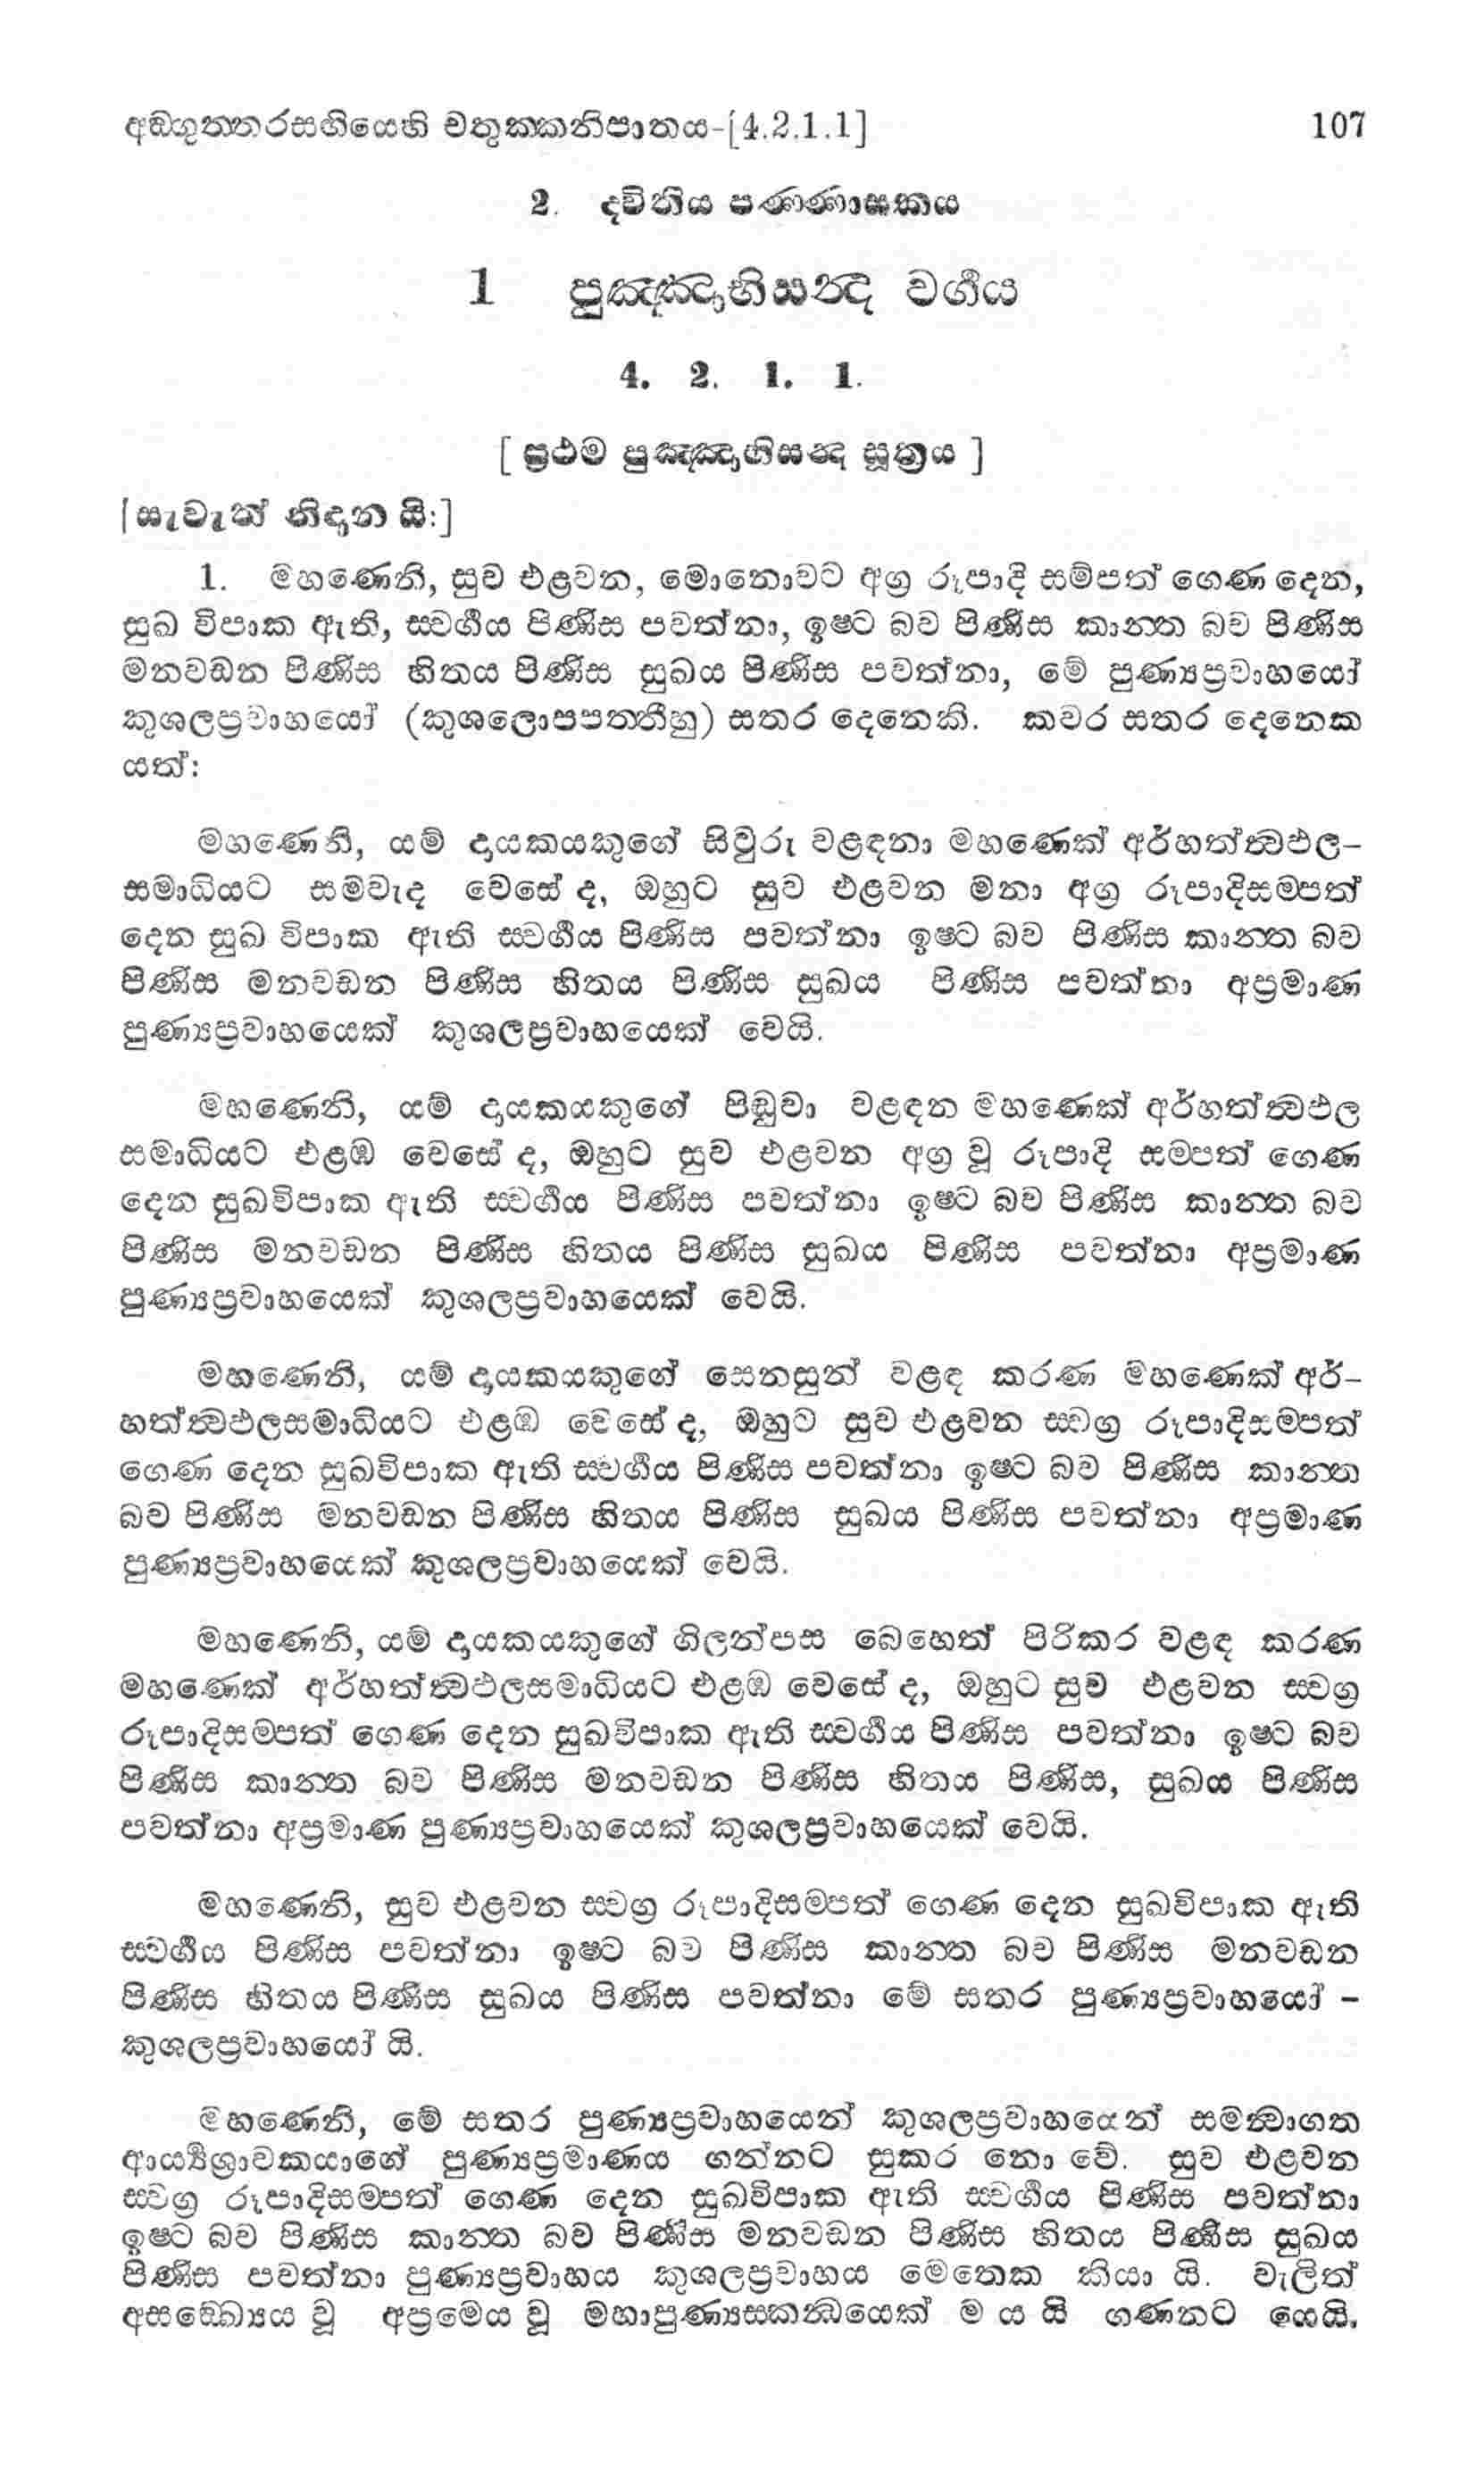 අඞ්ගුත්තරසඟියෙහි චතුක්කනිපාතය-[4.2.1.1] 107
2. ද්විතීය පණ්ණාසකය
1 පුඤ්ඤාභිසන්ද වර්ගය
4. 2. 1. 1.
[ ප්‍රථම පුඤ්ඤාභිසන්ද සූත්‍රය ]
[සැවැත් නිදාන යි:]
1. මහණෙනි, සුව එළවන, මොනොවට අග්‍ර රූපාදි සම්පත් ගෙණ දෙන,
සුඛ විපාක ඇති, ස්වර්ගය පිණිස පවත්නා, ඉෂ්ට බව පිණිස කාන්ත බව පිණිස
මනවඩන පිණිස හිතය පිණිස සුඛය පිණිස පවත්නා, මේ පුණ්‍යප්‍රවාහයෝ
කුශලප්‍රවාහයෝ (කුශලොපපත්තීහු) සතර දෙනෙකි. කවර සතර දෙනෙක
යත්:
මහණෙනි, යම් දායකයකුගේ සිවුරු වළඳනා මහණෙක් අර්හත්ත්වඵල-
සමාධියට සමවැද වෙසේ ද, ඔහුට සුව එළවන මනා අග්‍ර රූපාදිසම්පත්
දෙන සුඛ විපාක ඇති ස්වර්ගය පිණිස පවත්නා ඉෂ්ට බව පිණිස කාන්ත බව
පිණිස මනවඩන පිණිස හිතය පිණිස සුඛය පිණිස පවත්නා අප්‍රමාණ
පුණ්‍යප්‍රවාහයෙක් කුශලප්‍රවාහයෙක් වෙයි.
මහණෙනි, යම් දායකයකුගේ පිඬුවා වළඳන මහණෙක් අර්හත්ත්වඵල
සමාධියට එළඹ වෙසේ ද, ඔහුට සුව එළවන අග්‍ර වූ රූපාදි සම්පත් ගෙණ
දෙන සුඛවිපාක ඇති ස්වර්ගය පිණිස පවත්නා ඉෂ්ට බව පිණිස කාන්ත බව
පිණිස මනවඩන පිණිස හිතය පිණිස සුඛය පිණිස පවත්නා අප්‍රමාණ
පුණ්‍යප්‍රවාහයෙක් කුශලප්‍රවාහයෙක් වෙයි.
මහණෙනි, යම් දායකයකුගේ සෙනසුන් වළඳ කරණ මහණෙක් අර්-
හත්ත්වඵලසමාධියට එළඹ වෙසේ ද, ඔහුට සුව එළවන ස්වග්‍ර රූපාදිසම්පත්
ගෙණ දෙන සුඛවිපාක ඇති ස්වර්ගය පිණිස පවත්නා ඉෂ්ට බව පිණිස කාන්ත
බව පිණිස මනවඩන පිණිස හිතය පිණිස සුඛය පිණිස පවත්නා අප්‍රමාණ
පුණ්‍යප්‍රවාහයෙක් කුශලප්‍රවාහයෙක් වෙයි.
මහණෙනි, යම් දායකයකුගේ ගිලන්පස බෙහෙත් පිරිකර වළඳ කරණ
මහණෙක් අර්හත්ත්වඵලසමාධියට එළඹ වෙසේ ද, ඔහුට සුව එළවන ස්වග්‍ර
රූපාදිසම්පත් ගෙණ දෙන සුඛවිපාක ඇති ස්වර්ගය පිණිස පවත්නා ඉෂ්ට බව
පිණිස කාන්ත බව පිණිස මනවඩන පිණිස හිතය පිණිස, සුඛය පිණිස
පවත්නා අප්‍රමාණ පුණ්‍යප්‍රවාහයෙක් කුශලප්‍රවාහයෙක් වෙයි.
මහණෙනි, සුව එළවන ස්වග්‍ර රූපාදිසම්පත් ගෙණ දෙන සුඛවිපාක ඇති
ස්වර්ගය පිණිස පවත්නා ඉෂ්ට බව පිණිස කාන්ත බව පිණිස මනවඩන
පිණිස හිතය පිණිස සුඛය පිණිස පවත්නා මේ සතර පුණ්‍යප්‍රවාහයෝ -
කුශලප්‍රවාහයෝ යි.
මහණෙනි, මේ සතර පුණ්‍යප්‍රවාහයෙන් කුශලප්‍රවාහයෙන් සමන්වාගත
ආර්‍ය්‍යශ්‍රාවකයාගේ පුණ්‍යප්‍රමාණය ගන්නට සුකර නො වේ. සුව එළවන
ස්වග්‍ර රූපාදිසම්පත් ගෙණ දෙන සුඛවිපාක ඇති ස්වර්ගය පිණිස පවත්නා
ඉෂ්ට බව පිණිස කාන්ත බව පිණිස මනවඩන පිණිස හිතය පිණිස සුඛය
පිණිස පවත්නා පුණ්‍යප්‍රවාහය කුශලප්‍රවාහය මෙතෙක කියා යි. වැලිත්
අසඞ්ඛ්‍යෙය වූ අප්‍රමෙය වූ මහාපුණ්‍යස්කන්ධයෙක් ම ය යි ගණනට යෙයි.